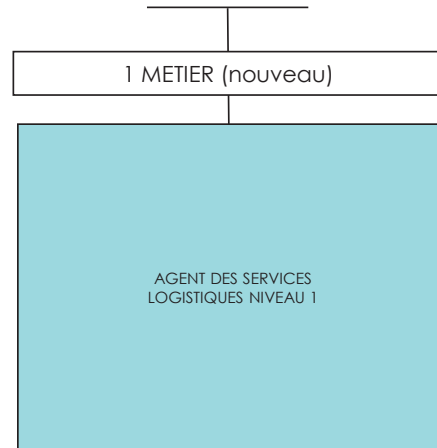 1 METIER (nouveau)
AGENT DES SERVICES
LOGISTIQUES NIVEAU 1